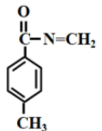 O
C–N=CH₂
CH₃